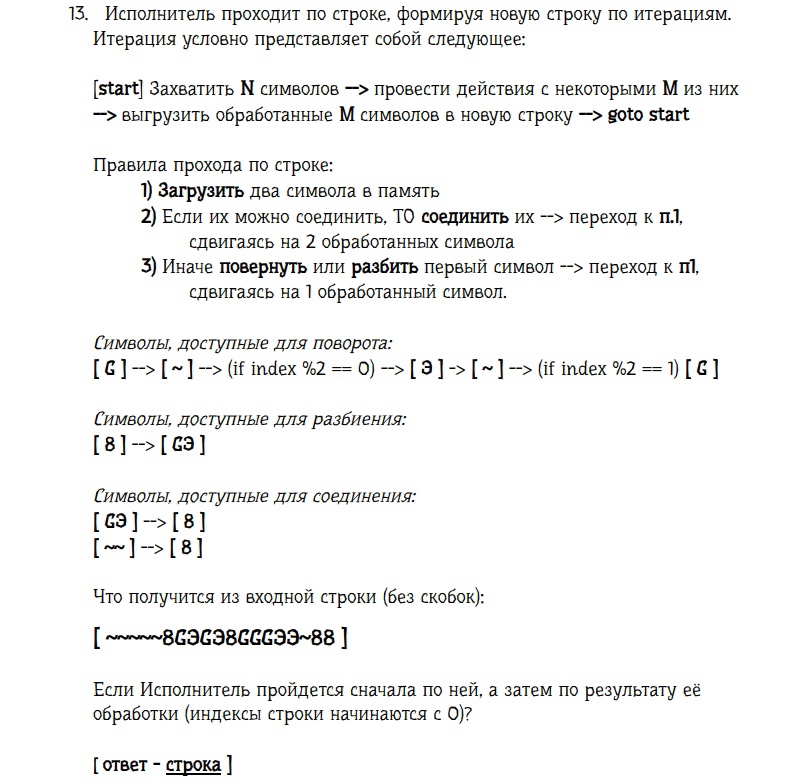 13. Исполнитель проходит по строке, формируя новую строку по итерациям.
Итерация условно представляет собой следующее:
[start] Захватить N символов --> провести действия с некоторыми M из них
--> выгрузить обработанные M символов в новую строку --> goto start
Правила прохода по строке:
1) Загрузить два символа в память
2) Если их можно соединить, ТО соединить их --> переход к п.1,
сдвигаясь на 2 обработанных символа
3) Иначе повернуть или разбить первый символ --> переход к п1,
сдвигаясь на 1 обработанный символ.
Символы, доступные для поворота:
[ G ] --> [ ~ ] --> (if index %2 == 0) --> [ Э ] -> [ ~ ] --> (if index %2 == 1) [ G ]
Символы, доступные для разбиения:
[ 8 ] --> [ GЭ ]
Символы, доступные для соединения:
[ GЭ ] --> [ 8 ]
[ ~~ ] --> [ 8 ]
Что получится из входной строки (без скобок):
[ ~~~~~8GЭGЭ8GGGЭЭ~88 ]
Если Исполнитель пройдется сначала по ней, а затем по результату её
обработки (индексы строки начинаются с 0)?
[ ответ - строка ]